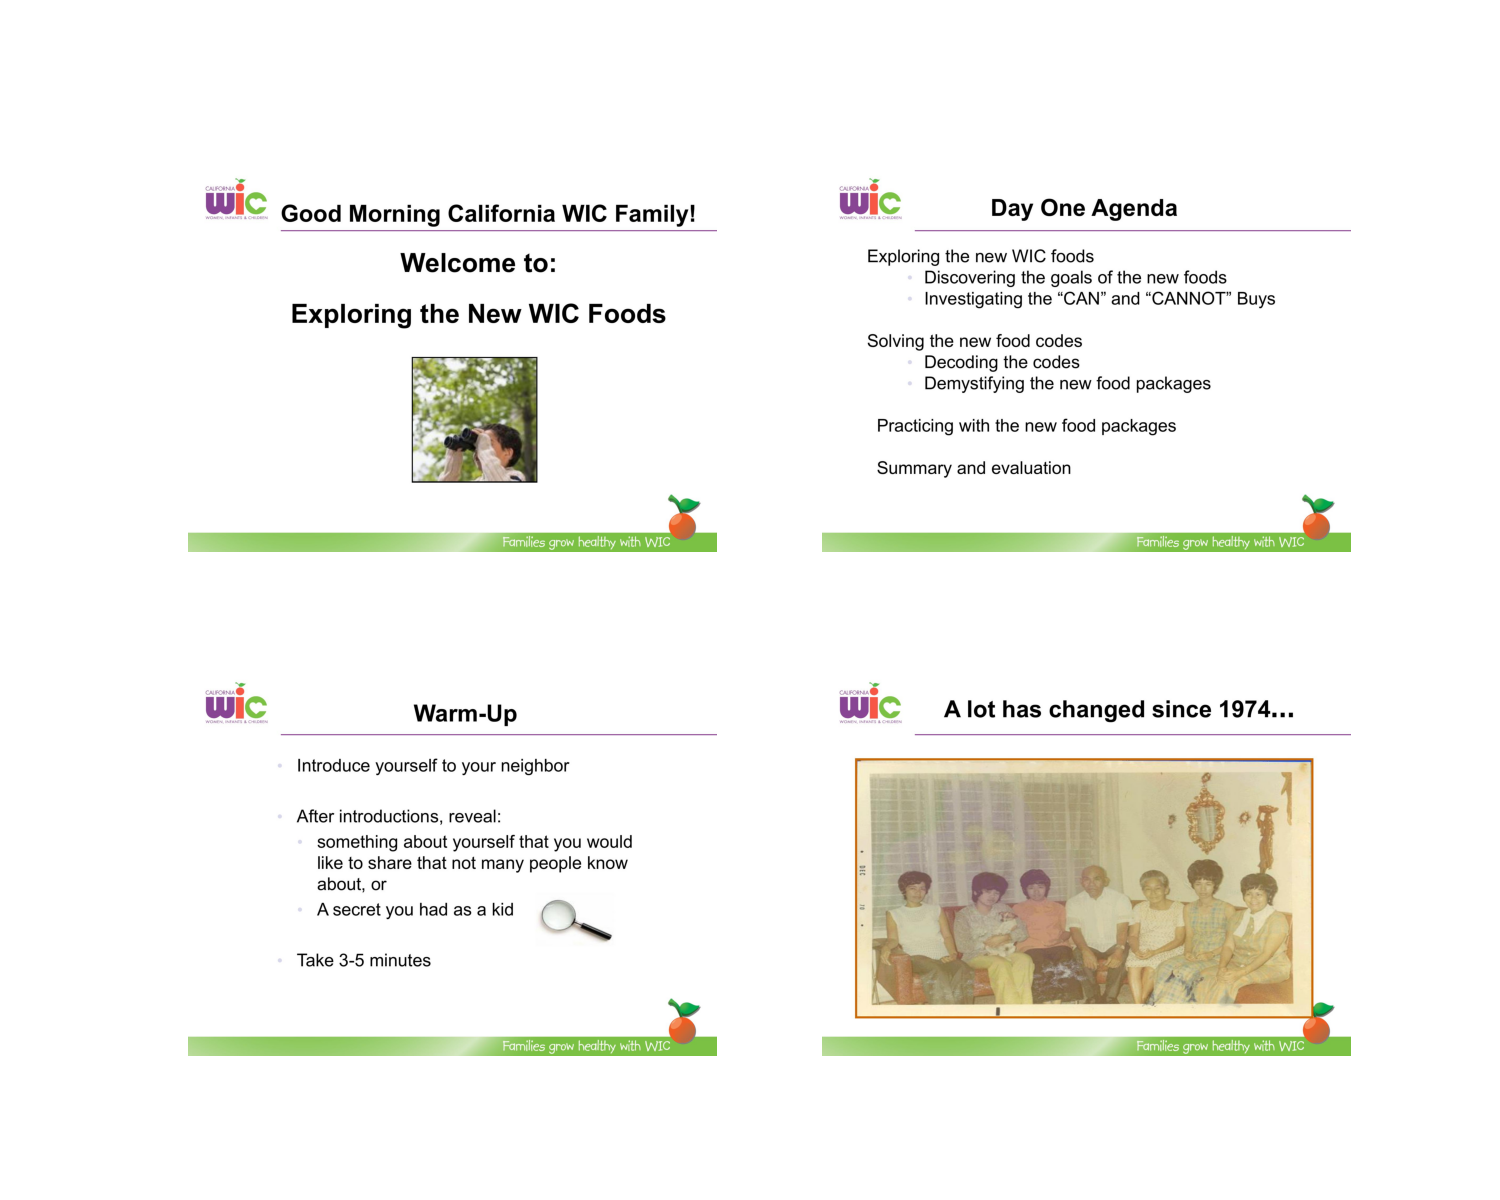 CALIFORNIA
WIC
WOMEN, INFANTS & CHILDREN
Good Morning California WIC Family!
Welcome to:
Exploring the New WIC Foods
Families grow healthy with WIC
CALIFORNIA
WIC
WOMEN, INFANTS & CHILDREN
Day One Agenda
Exploring the new WIC foods
• Discovering the goals of the new foods
• Investigating the “CAN” and “CANNOT” Buys
Solving the new food codes
• Decoding the codes
• Demystifying the new food packages
Practicing with the new food packages
Summary and evaluation
Families grow healthy with WIC
CALIFORNIA
WIC
WOMEN, INFANTS & CHILDREN
Warm-Up
• Introduce yourself to your neighbor
• After introductions, reveal:
• something about yourself that you would
like to share that not many people know
about, or
• A secret you had as a kid
• Take 3-5 minutes
Families grow healthy with WIC
CALIFORNIA
WIC
WOMEN, INFANTS & CHILDREN
A lot has changed since 1974...
DEC
Families grow healthy with WIC